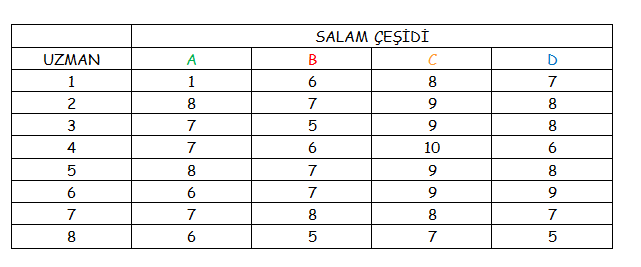 SALAM ÇEŞİDİ
UZMAN A B C D
1 1 6 8 7
2 8 7 9 8
3 7 5 9 8
4 7 6 10 6
5 8 7 9 8
6 6 7 9 9
7 7 8 8 7
8 6 5 7 5